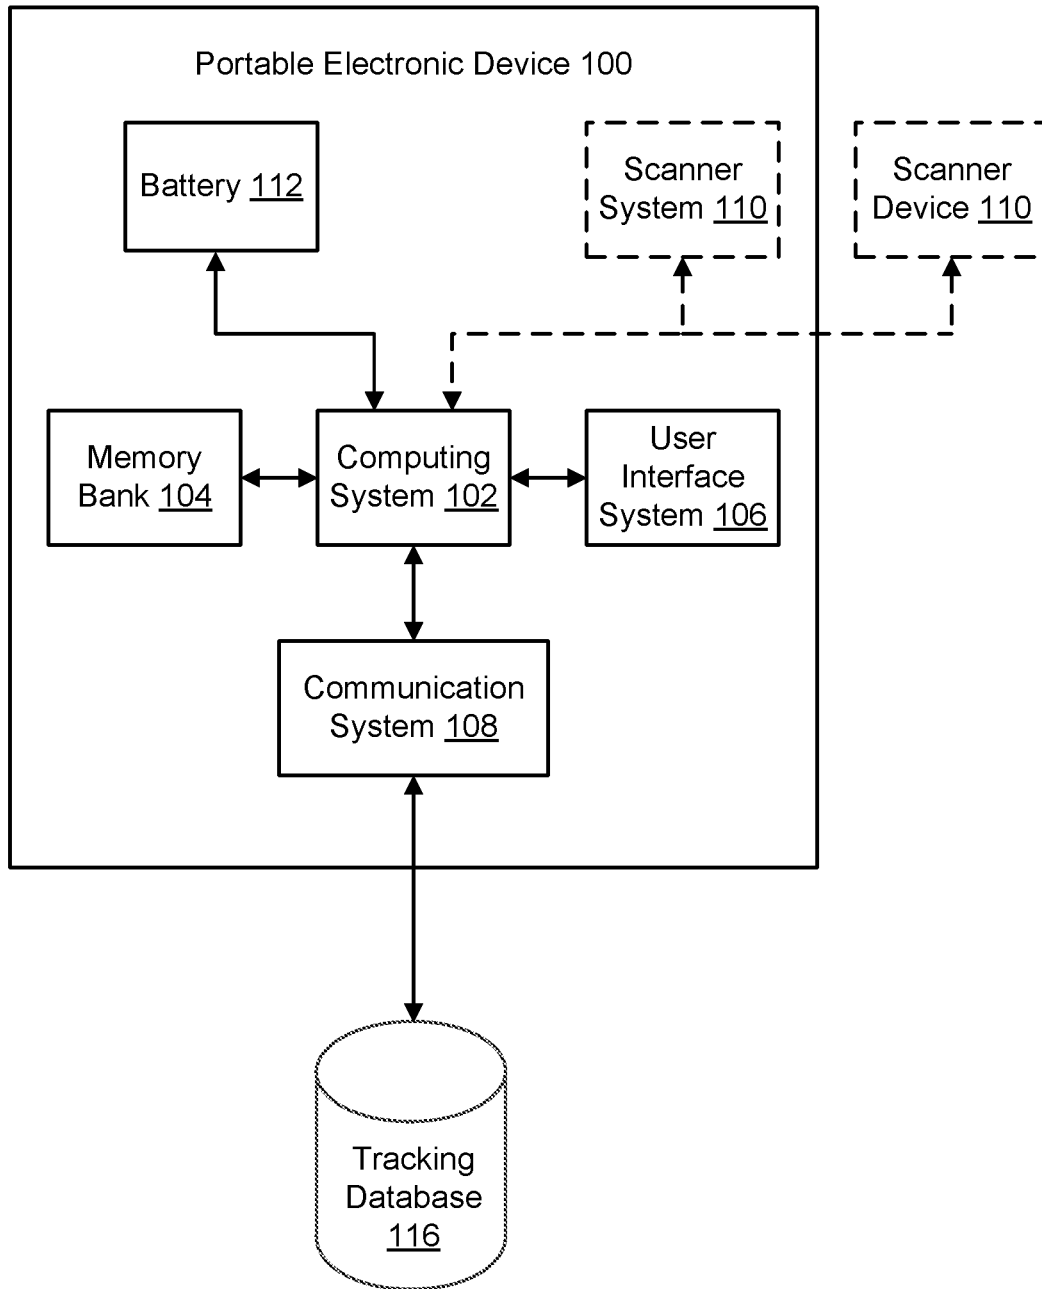 Portable Electronic Device 100
Battery 112
Scanner
System 110
Scanner
Device 110
Memory
Bank 104
Computing
System 102
User
Interface
System 106
Communication
System 108
Tracking
Database
116